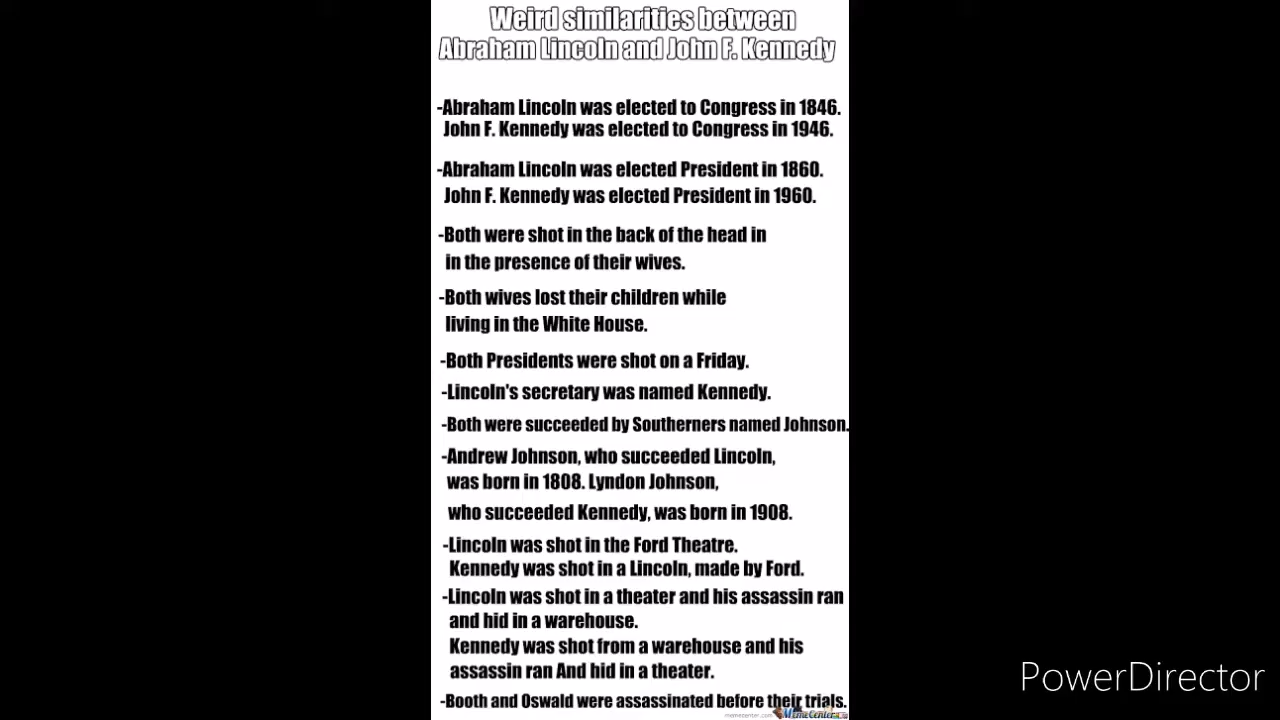 Weird similarities between
Abraham Lincoln and John F. Kennedy
-Abraham Lincoln was elected to Congress in 1846.
John F. Kennedy was elected to Congress in 1946.
-Abraham Lincoln was elected President in 1860.
John F. Kennedy was elected President in 1960.
-Both were shot in the back of the head in
in the presence of their wives.
-Both wives lost their children while
living in the White House.
-Both Presidents were shot on a Friday.
-Lincoln's secretary was named Kennedy.
-Both were succeeded by Southerners named Johnson.
-Andrew Johnson, who succeeded Lincoln,
was born in 1808. Lyndon Johnson,
who succeeded Kennedy, was born in 1908.
-Lincoln was shot in the Ford Theatre.
Kennedy was shot in a Lincoln, made by Ford.
-Lincoln was shot in a theater and his assassin ran
and hid in a warehouse.
Kennedy was shot from a warehouse and his
assassin ran And hid in a theater.
-Booth and Oswald were assassinated before their trials.
memecenter.com MemeCenter
PowerDirector